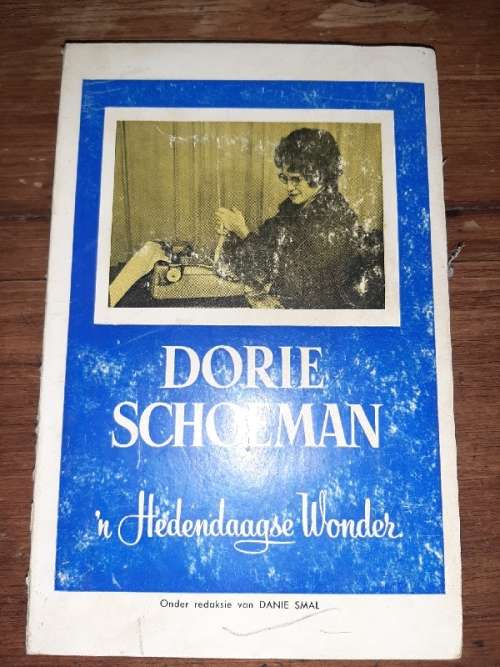 DORIE
SCHOEMAN
'n Hedendaagse Wonder
Onder redaksie van DANIE SMAL